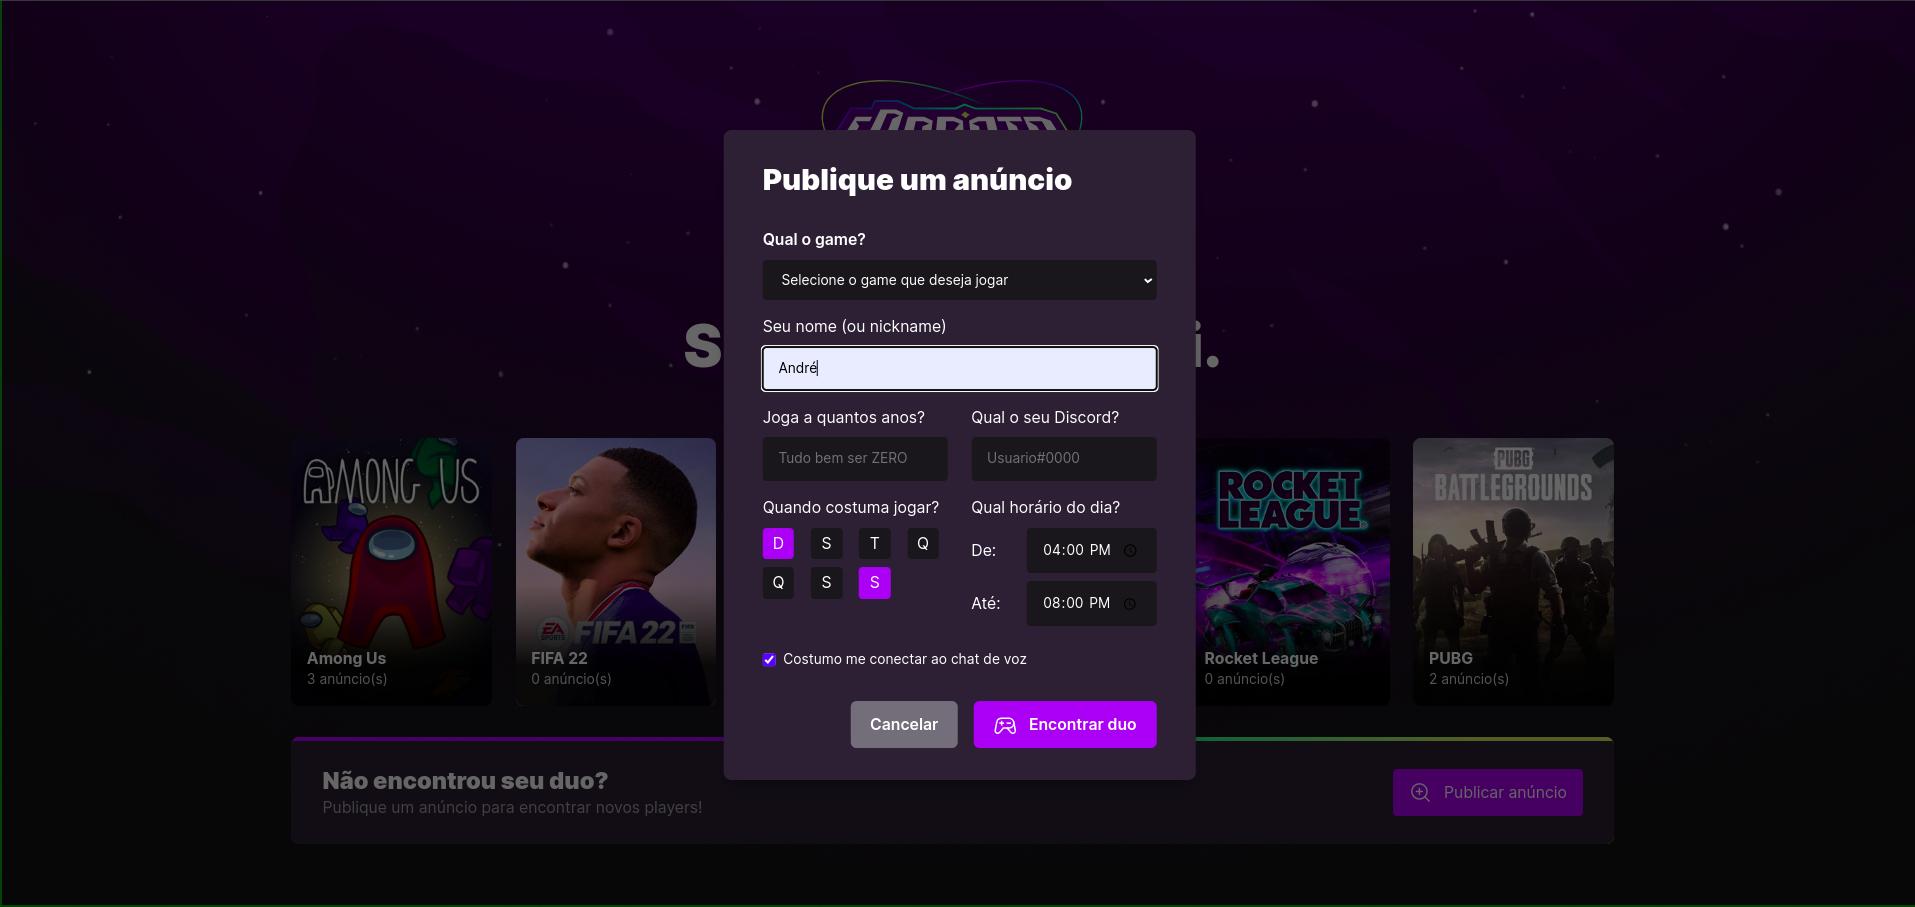 Publique um anúncio
Qual o game?
Selecione o game que deseja jogar
Seu nome (ou nickname)
André
Joga a quantos anos? Qual o seu Discord?
Tudo bem ser ZERO Usuario#0000
Quando costuma jogar? Qual horário do dia?
D S T Q
De: 04:00 PM
Q S S
Até: 08:00 PM
Costumo me conectar ao chat de voz
Cancelar Encontrar duo
S
i.
AMONG US
Among Us
3 anúncio(s)
EA SPORTS FIFA 22 FIFA
FIFA 22
0 anúncio(s)
ROCKET
LEAGUE
Rocket League
0 anúncio(s)
PUBG
BATTLEGROUNDS
PUBG
2 anúncio(s)
Não encontrou seu duo?
Publique um anúncio para encontrar novos players!
Publicar anúncio